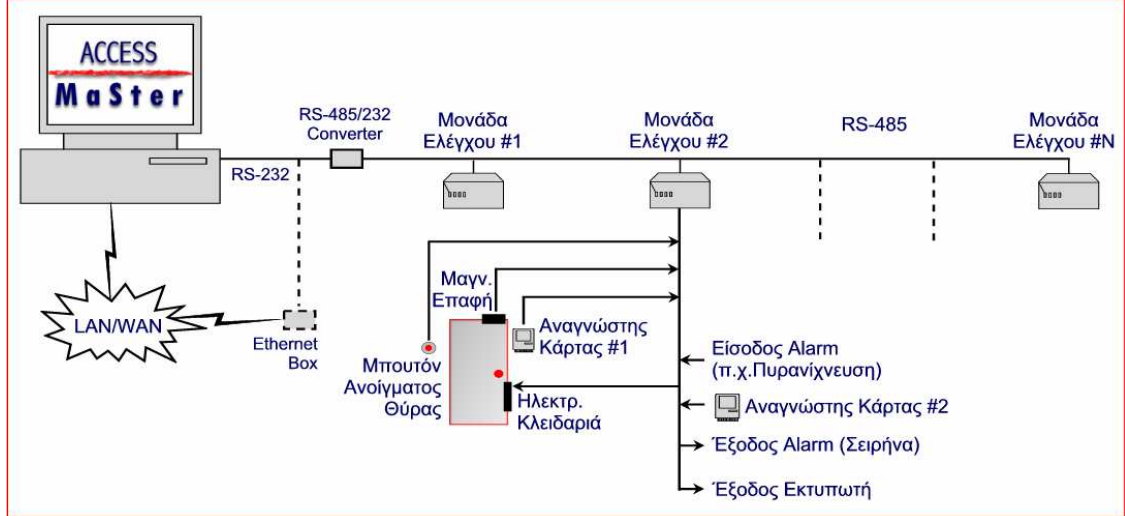 ACCESS
MaSter
RS-485/232
Converter
Μονάδα
Ελέγχου #1
Μονάδα
Ελέγχου #2
RS-485
Μονάδα
Ελέγχου #N
RS-232
LAN/WAN
Ethernet
Box
Μαγν.
Επαφή
Αναγνώστης
Κάρτας #1
Μπουτόν
Ανοίγματος
Θύρας
Ηλεκτρ.
Κλειδαριά
Είσοδος Alarm
(π.χ.Πυρανίχνευση)
Αναγνώστης Κάρτας #2
Έξοδος Alarm (Σειρήνα)
Έξοδος Εκτυπωτή